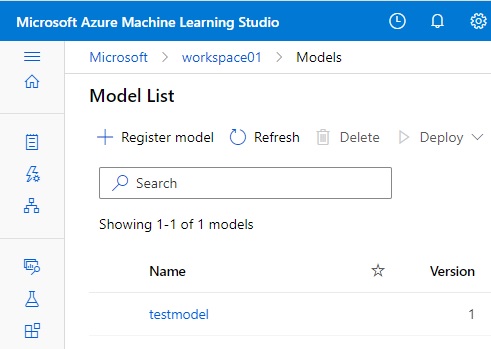 Microsoft Azure Machine Learning Studio
Microsoft > workspace01 > Models
Model List
Register model Refresh Delete Deploy
Search
Showing 1-1 of 1 models
Name Version
testmodel 1